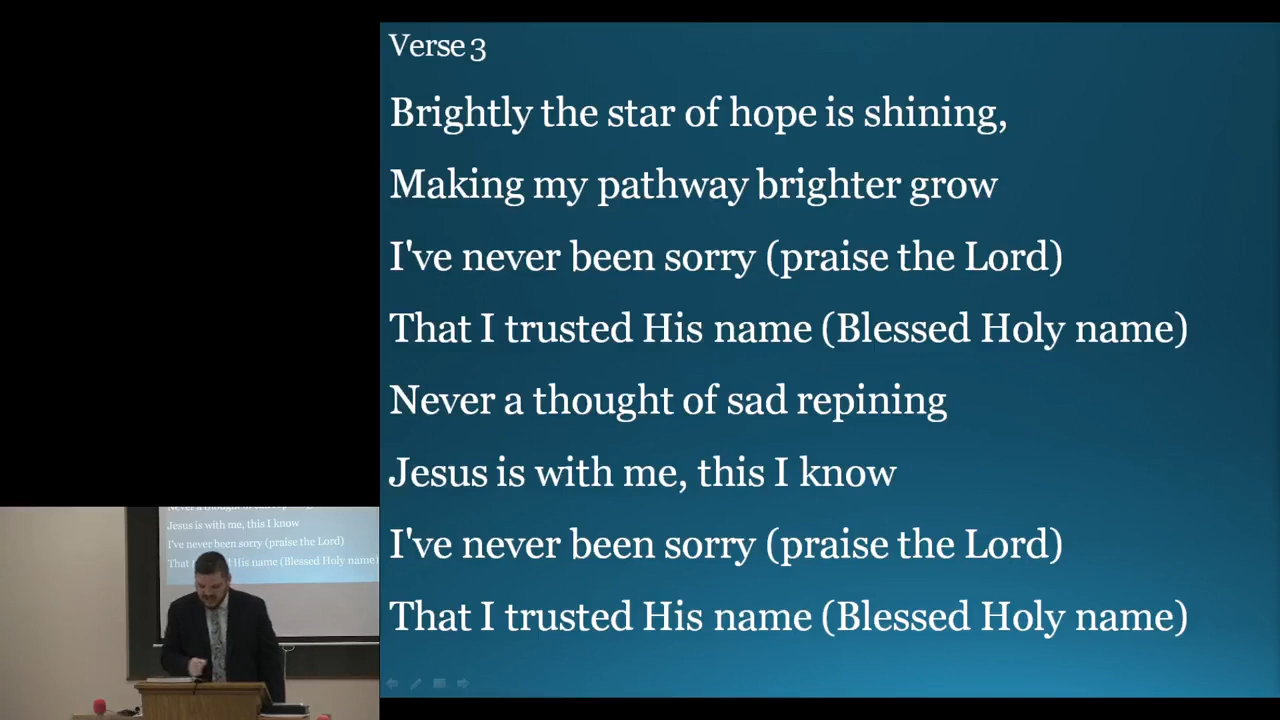 Verse 3
Brightly the star of hope is shining,
Making my pathway brighter grow
I've never been sorry (praise the Lord)
That I trusted His name (Blessed Holy name)
Never a thought of sad repining
Jesus is with me, this I know
I've never been sorry (praise the Lord)
That I trusted His name (Blessed Holy name)
Jesus is with me, this I know
I've never been sorry (praise the Lord)
That His name (Blessed Holy name)